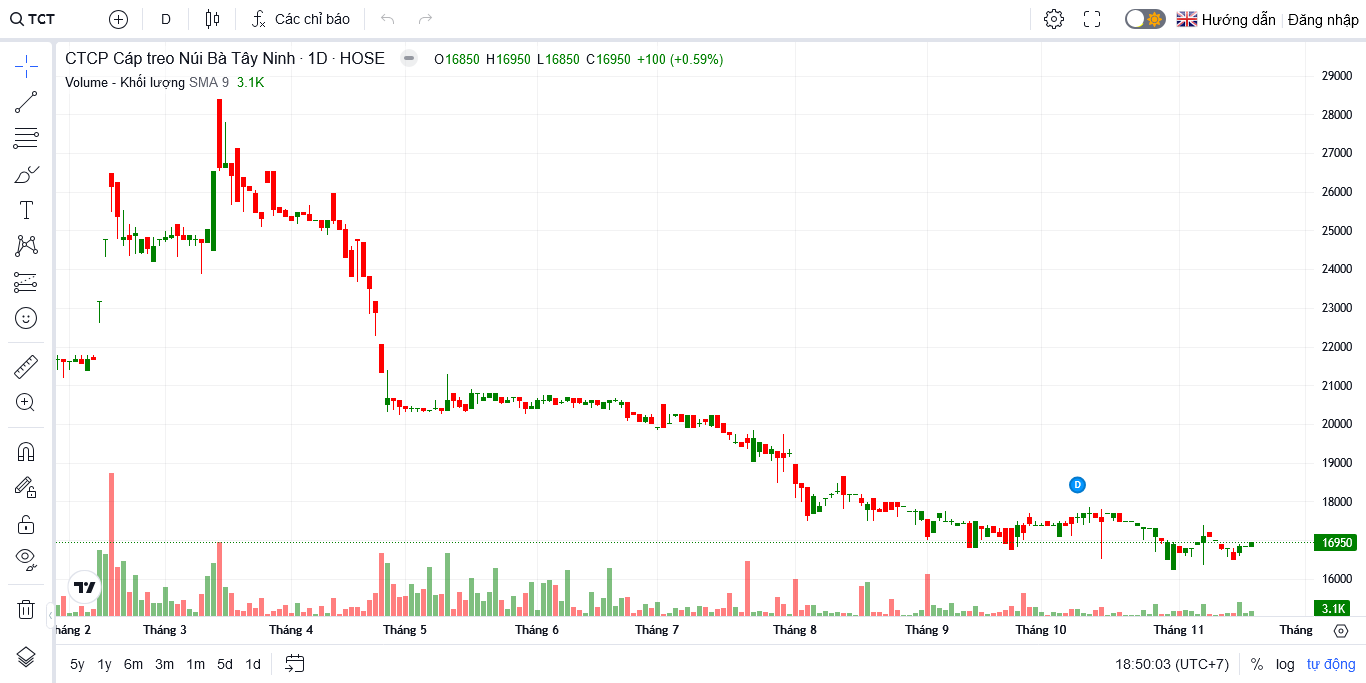 TCT D Các chỉ báo Hướng dẫn Đăng nhập
CTCP Cáp treo Núi Bà Tây Ninh · 1D · HOSE O16850 H16950 L16850 C16950 +100 (+0.59%)
Volume - Khối lượng SMA 9 3.1K
29000
28000
27000
26000
25000
24000
23000
22000
21000
20000
19000
18000
D
16950
16000
3.1K
háng 2 Tháng 3 Tháng 4 Tháng 5 Tháng 6 Tháng 7 Tháng 8 Tháng 9 Tháng 10 Tháng 11 Tháng
5y 1y 6m 3m 1m 5d 1d 18:50:03 (UTC+7) % log tự động